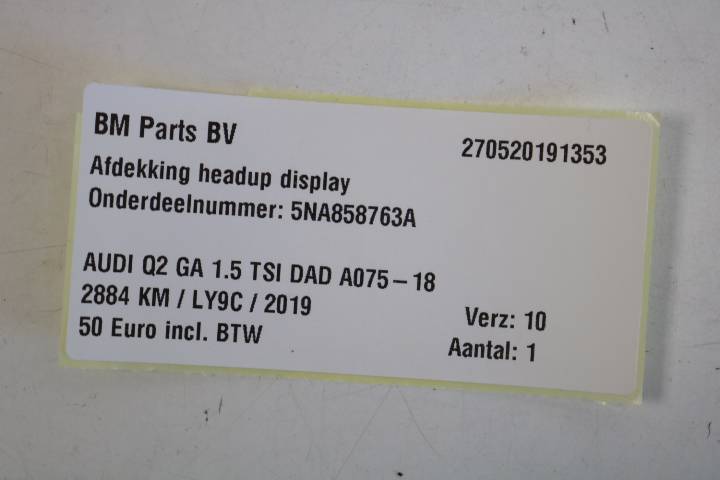 BM Parts BV
270520191353
Afdekking headup display
Onderdeelnummer: 5NA858763A
AUDI Q2 GA 1.5 TSI DAD A075-18
2884 KM / LY9C / 2019
Verz: 10
50 Euro incl. BTW
Aantal: 1